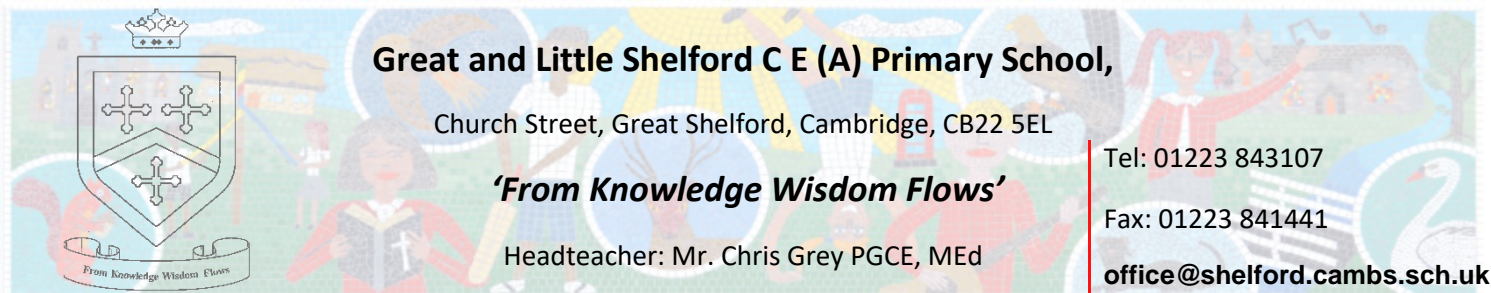 Great and Little Shelford C E (A) Primary School,
Church Street, Great Shelford, Cambridge, CB22 5EL
‘From Knowledge Wisdom Flows’
Headteacher: Mr. Chris Grey PGCE, MEd
Tel: 01223 843107
Fax: 01223 841441
office@shelford.cambs.sch.uk
From Knowledge Wisdom Flows